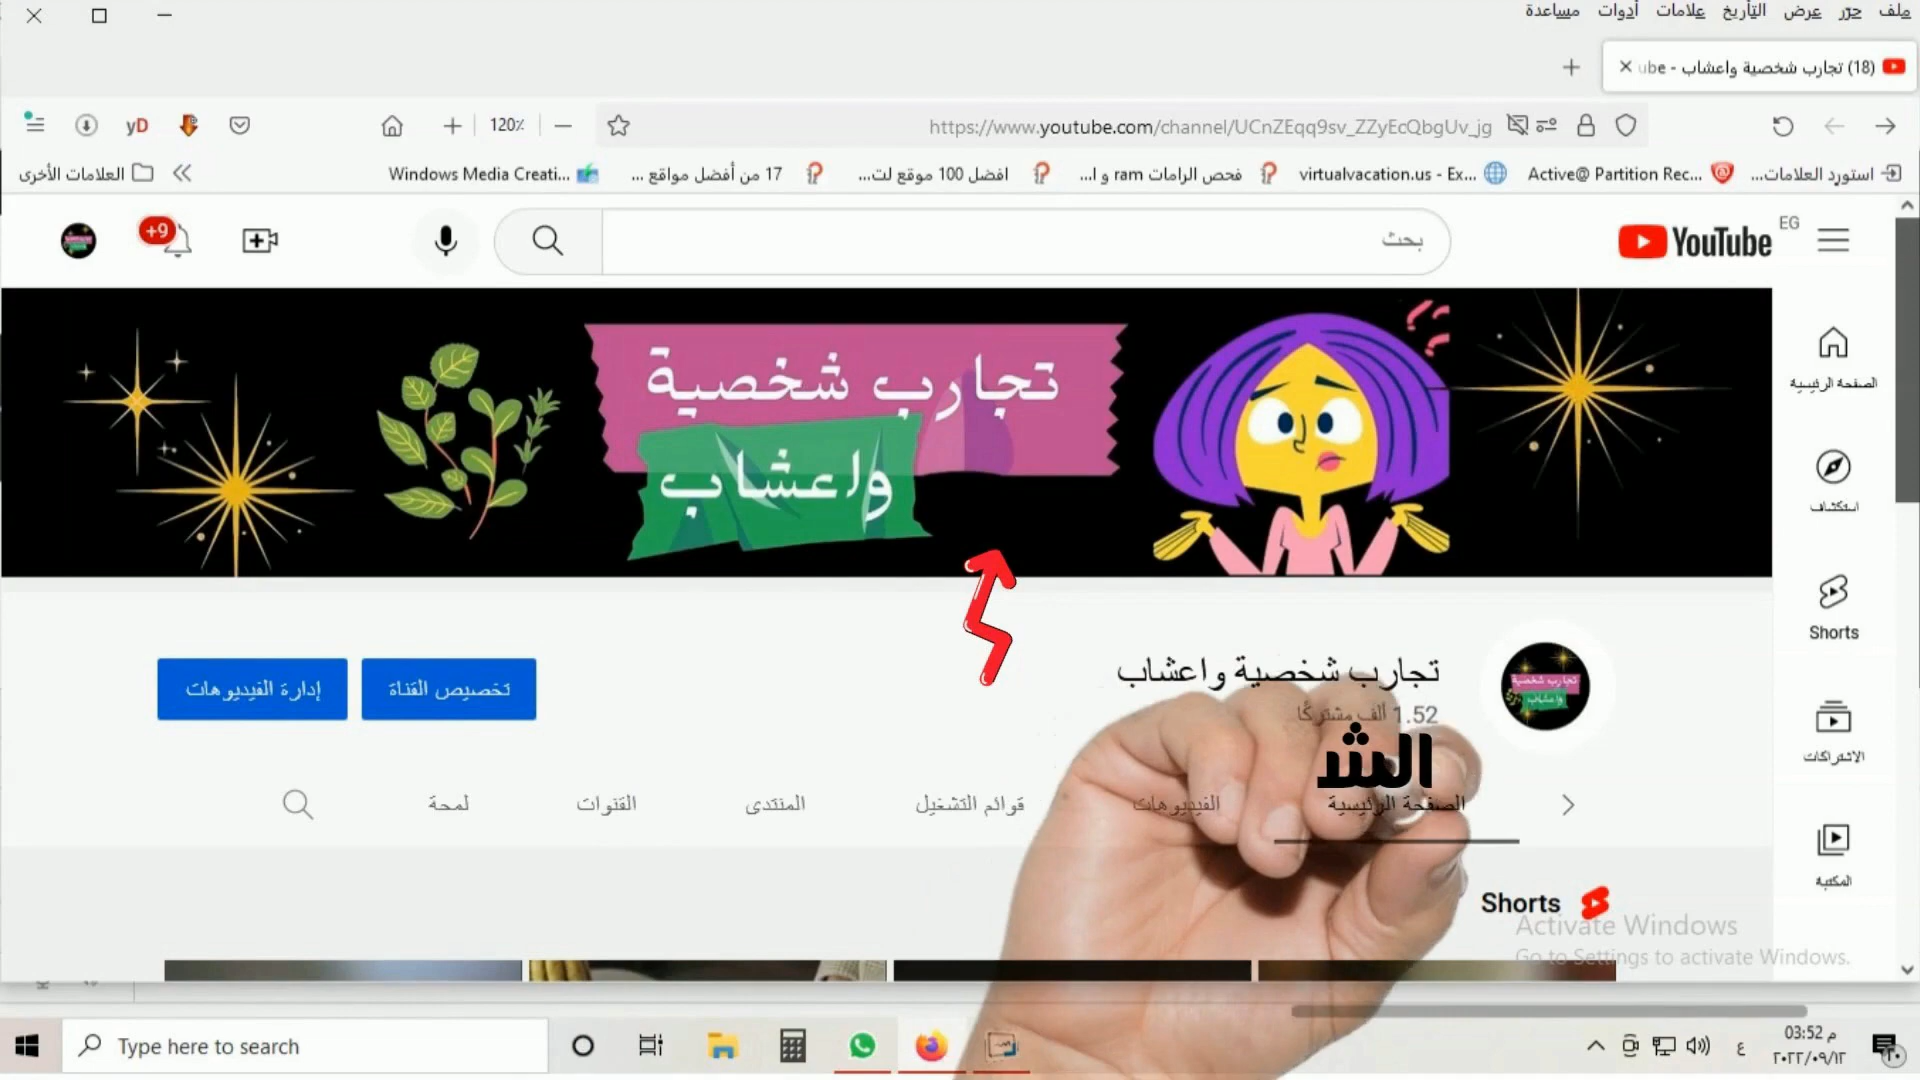 ملف حرّر عرض التأريخ علامات أدوات مساعدة
(18) تجارب شخصية واعشاب - ube
120٪
https://www.youtube.com/channel/UCnZEqq9sv_ZZyEcQbgUv_jg
yD
استورد العلامات...
Active@ Partition Rec...
virtualvacation.us - Ex...
فحص الرامات ram و ا...
افضل 100 موقع لت...
17 من أفضل مواقع ...
Windows Media Creati...
العلامات الأخرى
YouTube EG
بحث
+9
تجارب شخصية
واعشاب
الصفحة الرئيسية
استكشاف
Shorts
الاشتراكات
المكتبة
تجارب شخصية واعشاب
1.52 ألف مشتركًا
تخصيص القناة
إدارة الفيديوهات
الش
الصفحة الرئيسية
الفيديوهات
قوائم التشغيل
المنتدى
القنوات
لمحة
Shorts
Activate Windows
Go to Settings to activate Windows.
Type here to search
ع
03:52 م
٢٠٢٢/٠٩/١٢